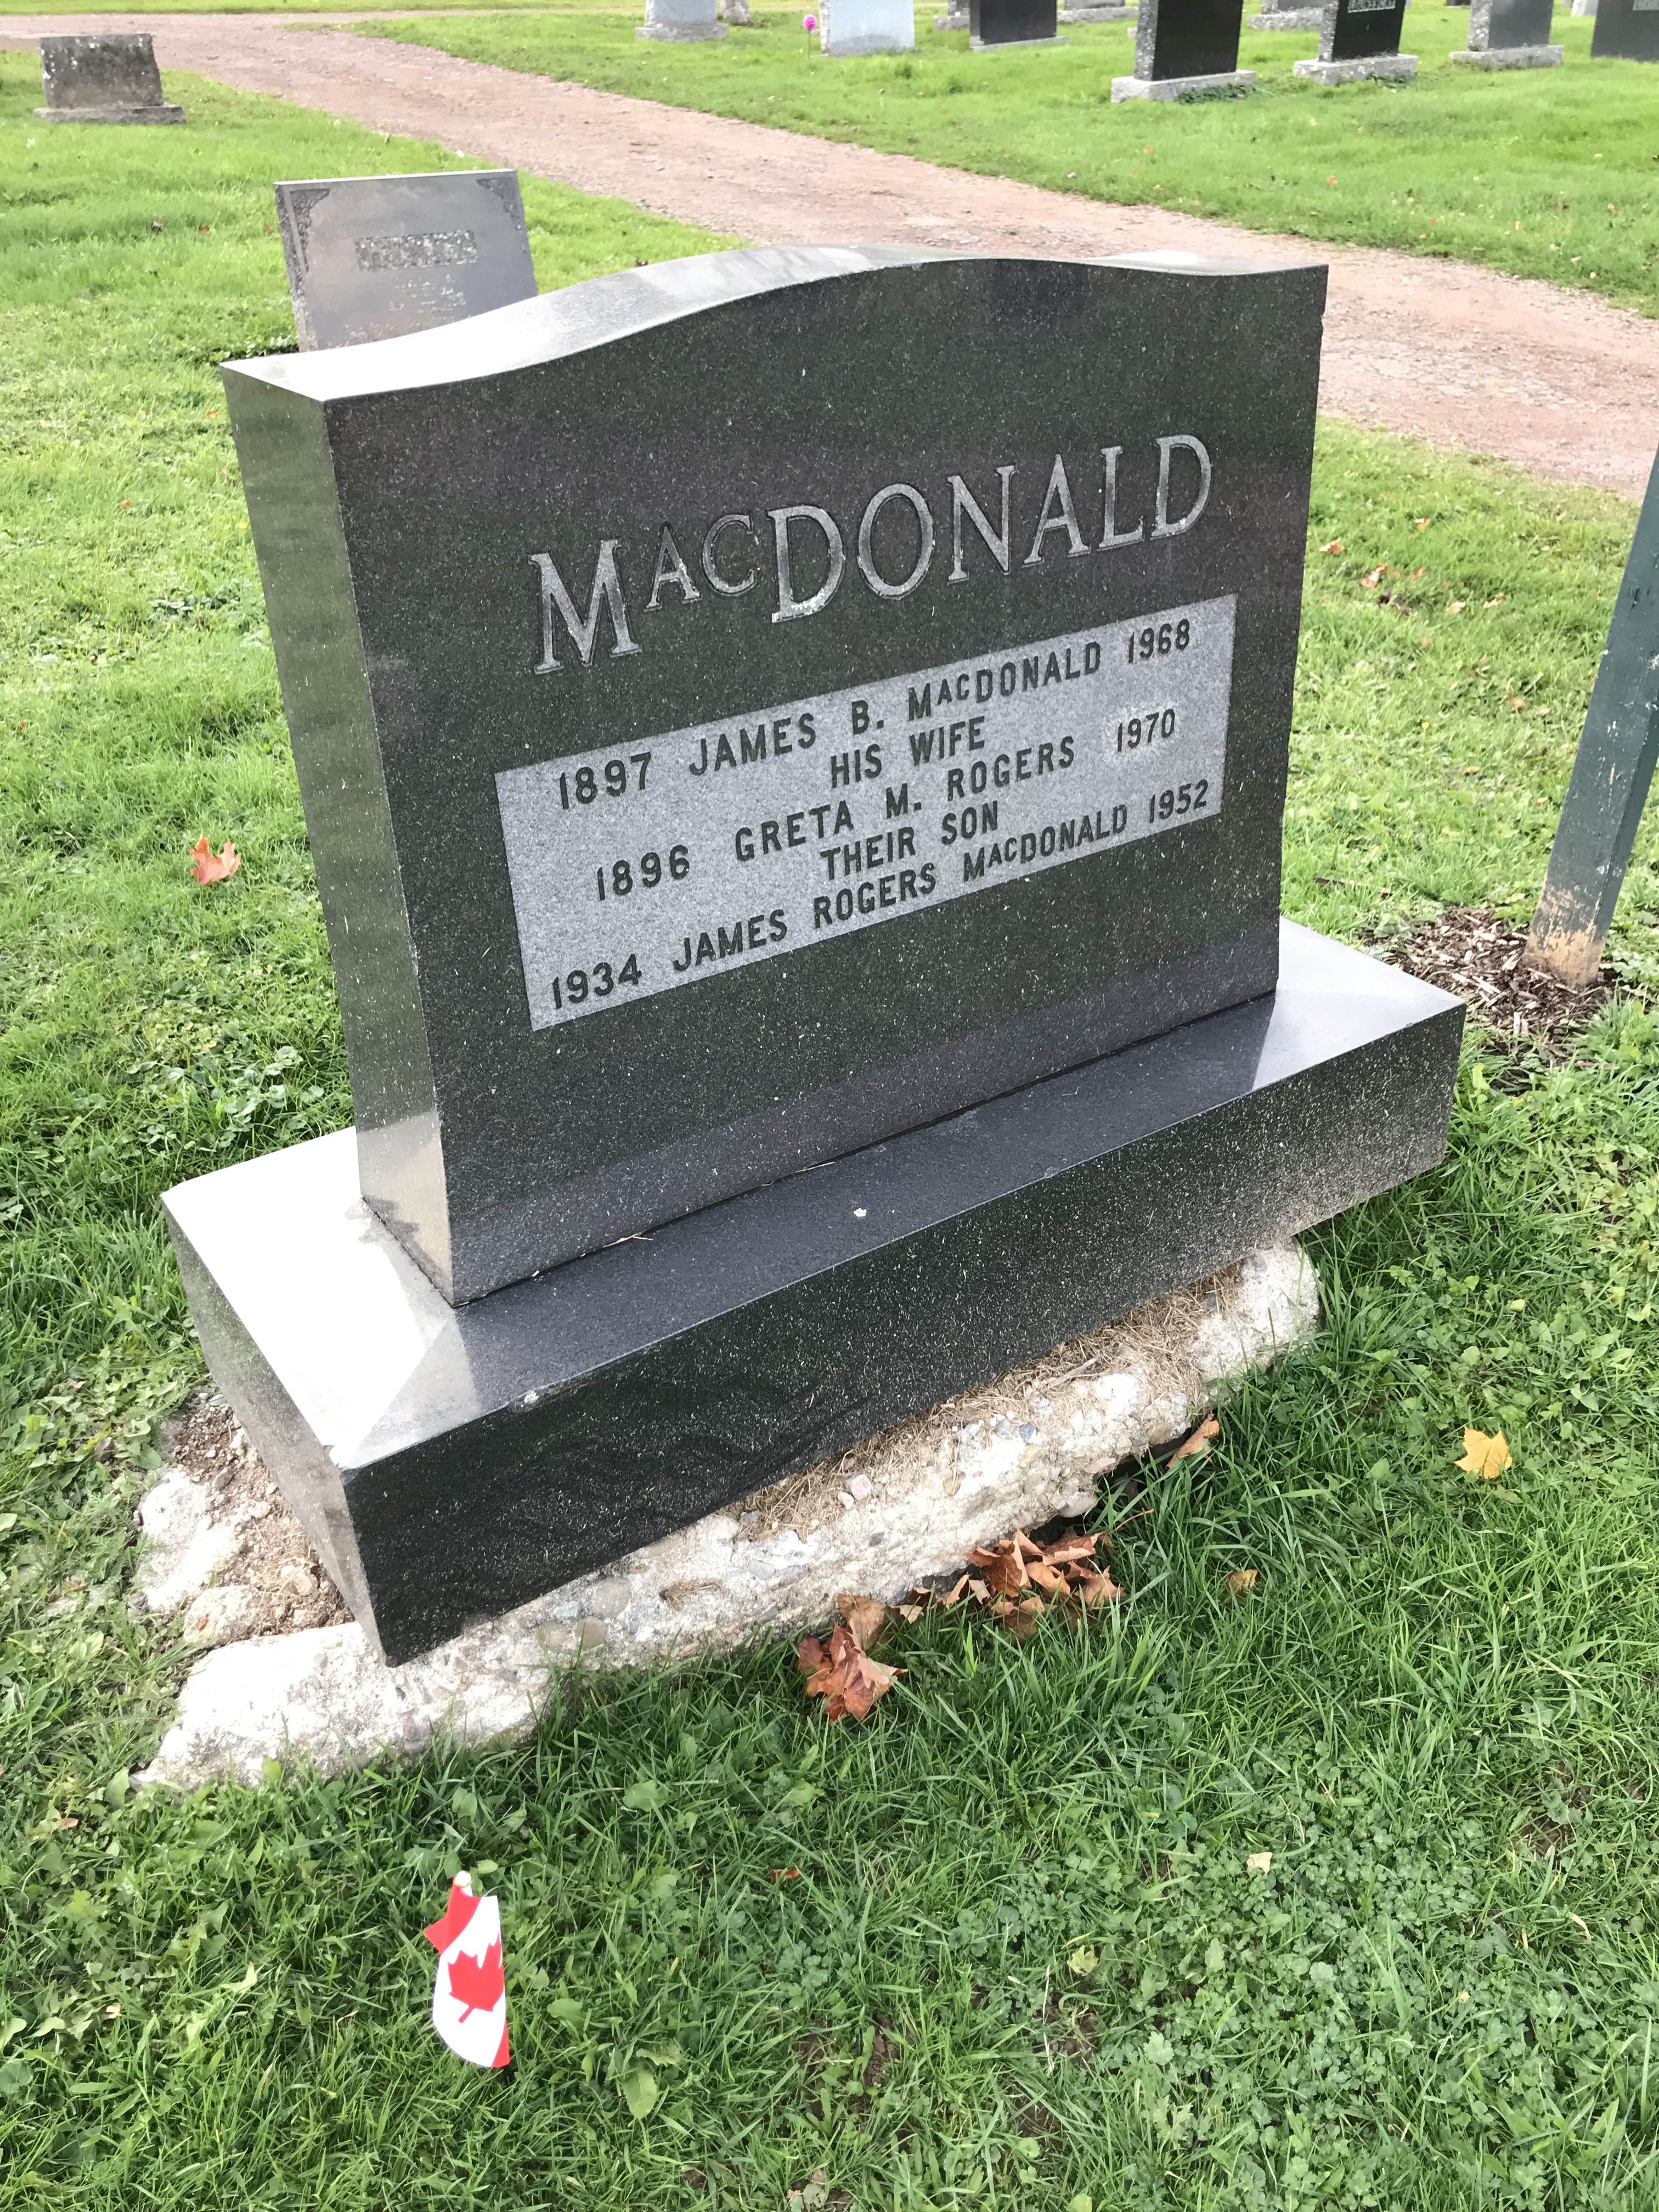 MacDONALD
1897 JAMES B. MacDONALD 1968
HIS WIFE
1896 GRETA M. ROGERS 1970
THEIR SON
1934 JAMES ROGERS MacDONALD 1952